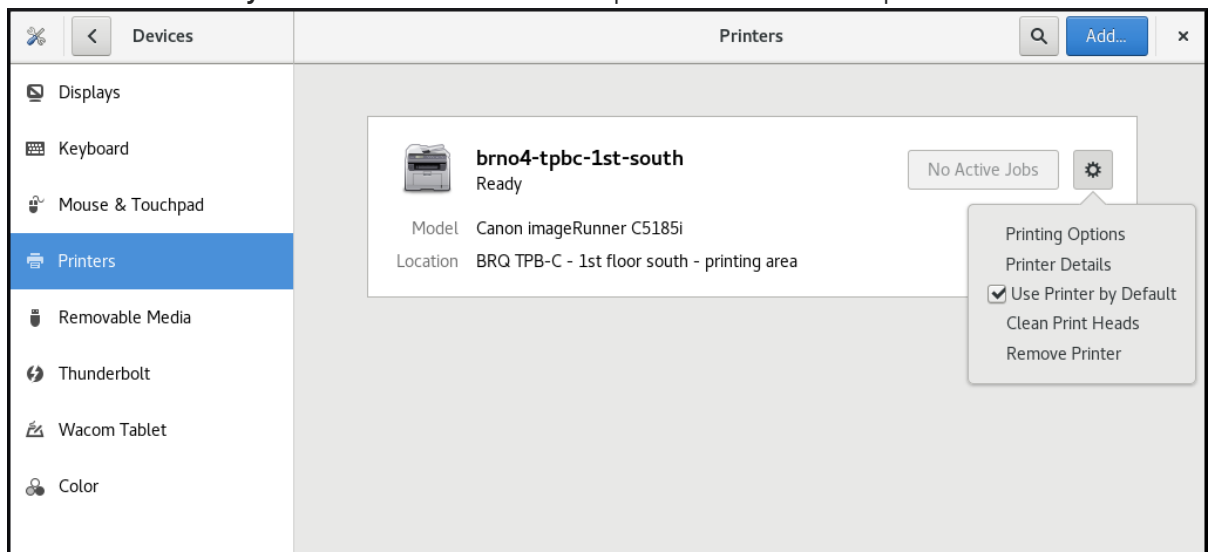 Devices
Printers
Add...
Displays
Keyboard
Mouse & Touchpad
Printers
Removable Media
Thunderbolt
Wacom Tablet
Color
brno4-tpbc-1st-south
Ready
No Active Jobs
Model Canon imageRunner C5185i
Location BRQ TPB-C - 1st floor south - printing area
Printing Options
Printer Details
Use Printer by Default
Clean Print Heads
Remove Printer